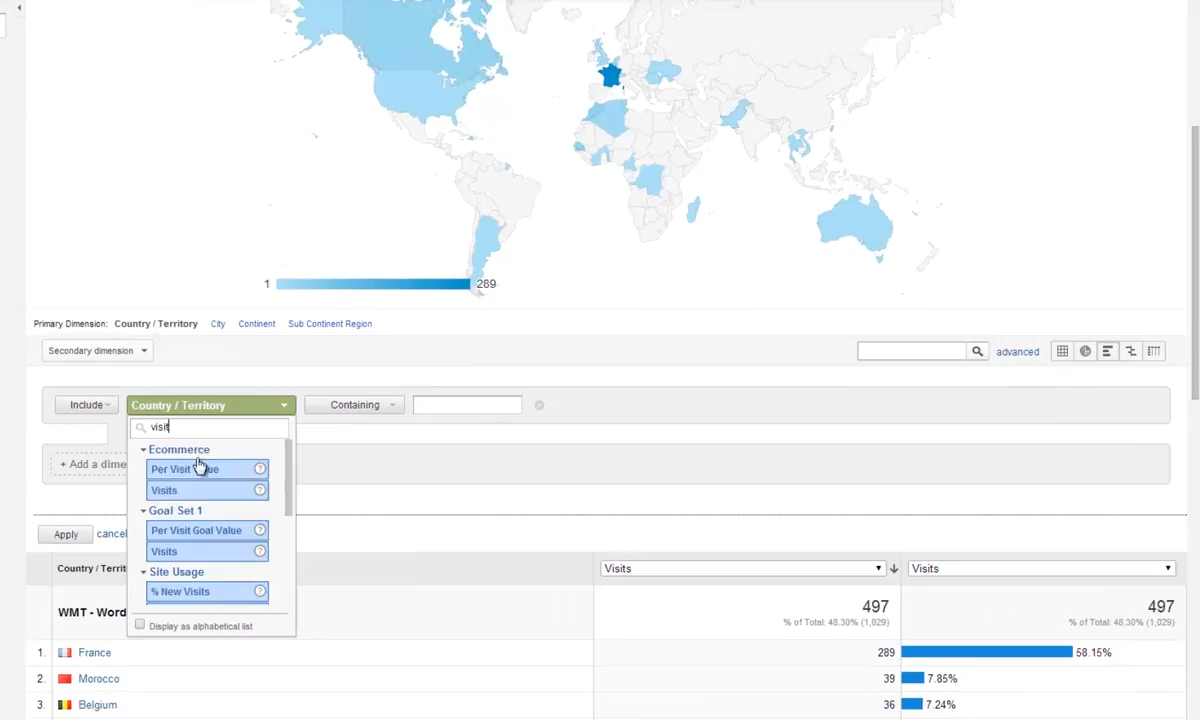 1 289
Primary Dimension: Country / Territory City Continent Sub Continent Region
Secondary dimension advanced
Include Country / Territory Containing
visit
Ecommerce
+ Add a dime Per Visit
Visits
Goal Set 1
Per Visit Goal Value
Apply cancel
Visits
Country / Territ Site Usage Visits Visits
% New Visits
WMT - Word 497 497
% of Total: 48.30% (1,029) % of Total: 48.30% (1,029)
Display as alphabetical list
1. France 289 58.15%
2. Morocco 39 7.85%
3. Belgium 36 7.24%